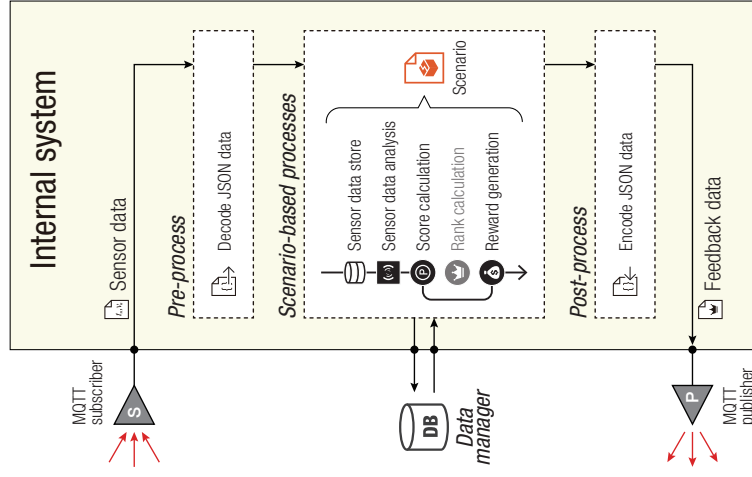 Internal system
MQTT
subscriber
S
Sensor data
Pre-process
Decode JSON data
Scenario-based processes
Sensor data store
Sensor data analysis
P
Score calculation
Rank calculation
$
Reward generation
Scenario
DB
Data
manager
Post-process
Encode JSON data
Feedback data
P
MQTT
publisher